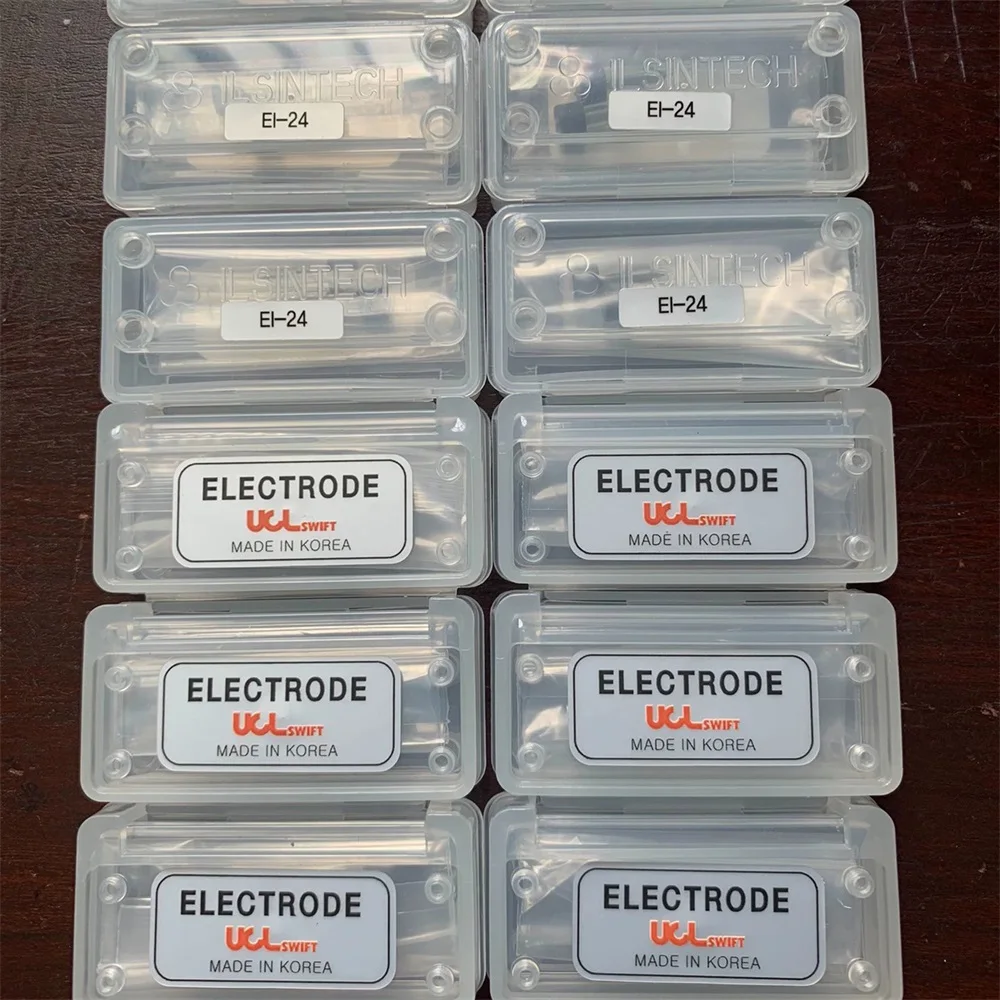 ILSINTECH
EI-24
ILSINTECH
EI-24
ILSINTECH
EI-24
ILSINTECH
EI-24
ELECTRODE
UCL SWIFT
MADE IN KOREA
ELECTRODE
UCL SWIFT
MADE IN KOREA
ELECTRODE
UCL SWIFT
MADE IN KOREA
ELECTRODE
UCL SWIFT
MADE IN KOREA
ELECTRODE
UCL SWIFT
MADE IN KOREA
ELECTRODE
UCL SWIFT
MADE IN KOREA